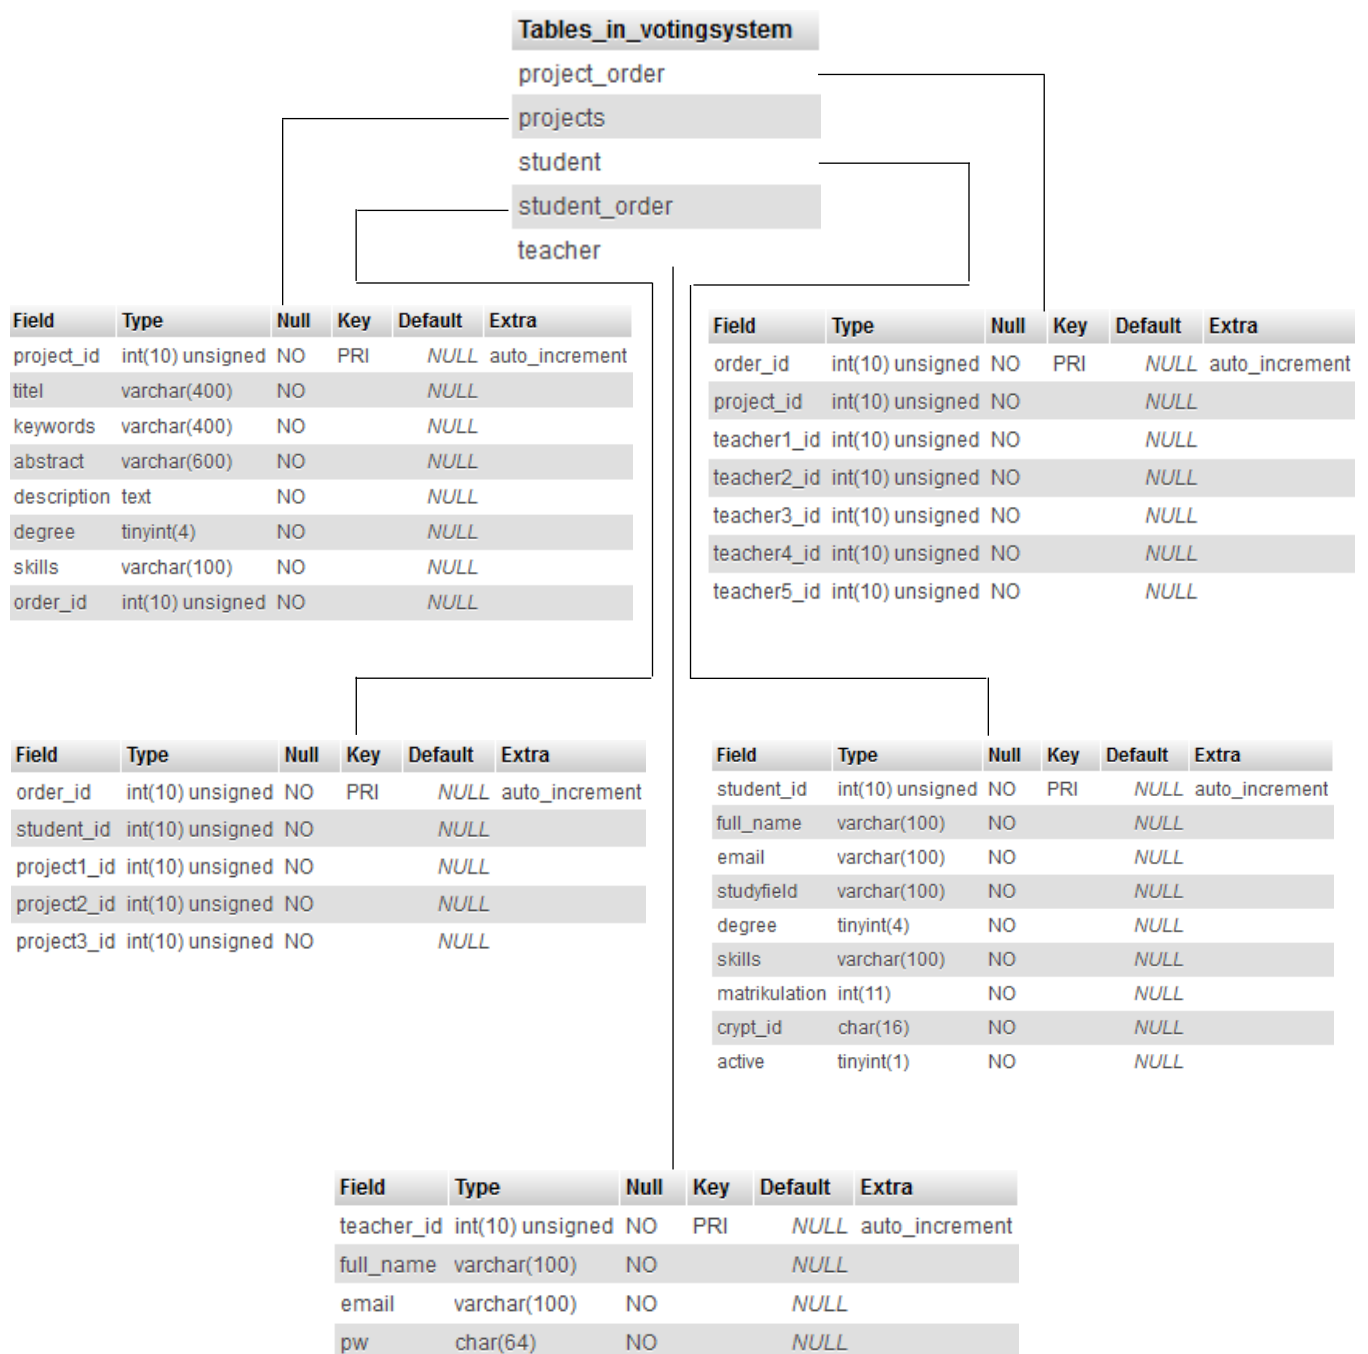 Tables_in_votingsystem
project_order
projects
student
student_order
teacher
Field Type Null Key Default Extra
project_id int(10) unsigned NO PRI NULL auto_increment
titel varchar(400) NO NULL
keywords varchar(400) NO NULL
abstract varchar(600) NO NULL
description text NO NULL
degree tinyint(4) NO NULL
skills varchar(100) NO NULL
order_id int(10) unsigned NO NULL
Field Type Null Key Default Extra
order_id int(10) unsigned NO PRI NULL auto_increment
project_id int(10) unsigned NO NULL
teacher1_id int(10) unsigned NO NULL
teacher2_id int(10) unsigned NO NULL
teacher3_id int(10) unsigned NO NULL
teacher4_id int(10) unsigned NO NULL
teacher5_id int(10) unsigned NO NULL
Field Type Null Key Default Extra
order_id int(10) unsigned NO PRI NULL auto_increment
student_id int(10) unsigned NO NULL
project1_id int(10) unsigned NO NULL
project2_id int(10) unsigned NO NULL
project3_id int(10) unsigned NO NULL
Field Type Null Key Default Extra
student_id int(10) unsigned NO PRI NULL auto_increment
full_name varchar(100) NO NULL
email varchar(100) NO NULL
studyfield varchar(100) NO NULL
degree tinyint(4) NO NULL
skills varchar(100) NO NULL
matrikulation int(11) NO NULL
crypt_id char(16) NO NULL
active tinyint(1) NO NULL
Field Type Null Key Default Extra
teacher_id int(10) unsigned NO PRI NULL auto_increment
full_name varchar(100) NO NULL
email varchar(100) NO NULL
pw char(64) NO NULL